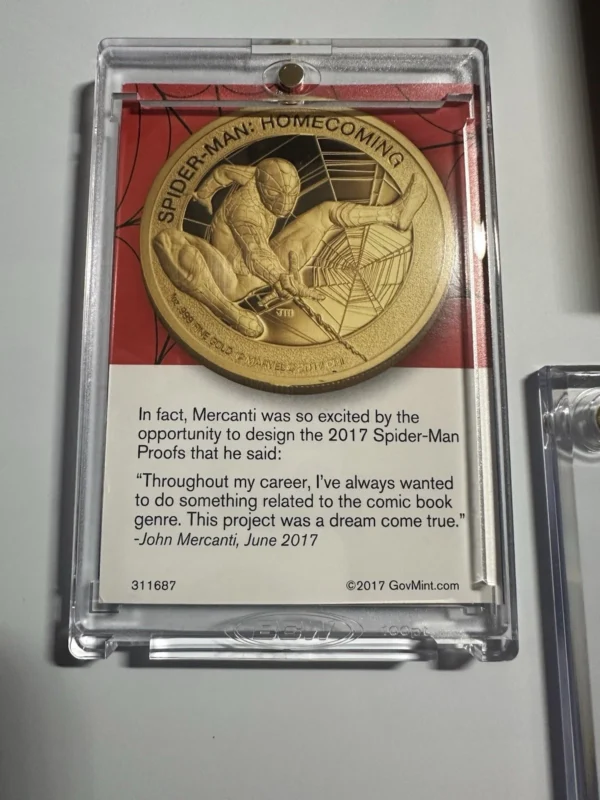 SPIDER-MAN: HOMECOMING
JTM
In fact, Mercanti was so excited by the
opportunity to design the 2017 Spider-Man
Proofs that he said:
“Throughout my career, I’ve always wanted
to do something related to the comic book
genre. This project was a dream come true.”
-John Mercanti, June 2017
311687 ©2017 GovMint.com
BCW